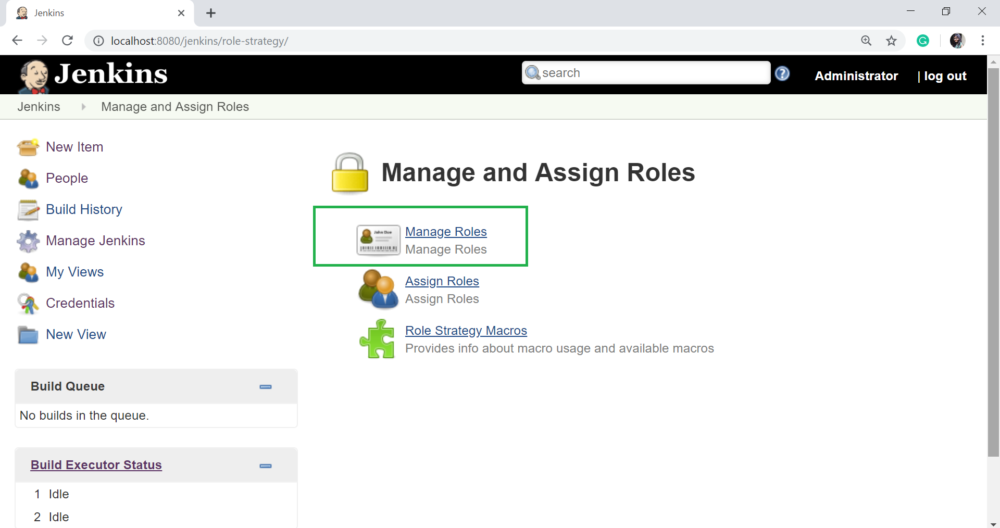 Jenkins
localhost:8080/jenkins/role-strategy/
Jenkins
search
Administrator
| log out
Jenkins
Manage and Assign Roles
New Item
People
Build History
Manage Jenkins
My Views
Credentials
New View
Manage and Assign Roles
John Doe
Manage Roles
Manage Roles
Assign Roles
Assign Roles
Role Strategy Macros
Provides info about macro usage and available macros
Build Queue
No builds in the queue.
Build Executor Status
1 Idle
2 Idle